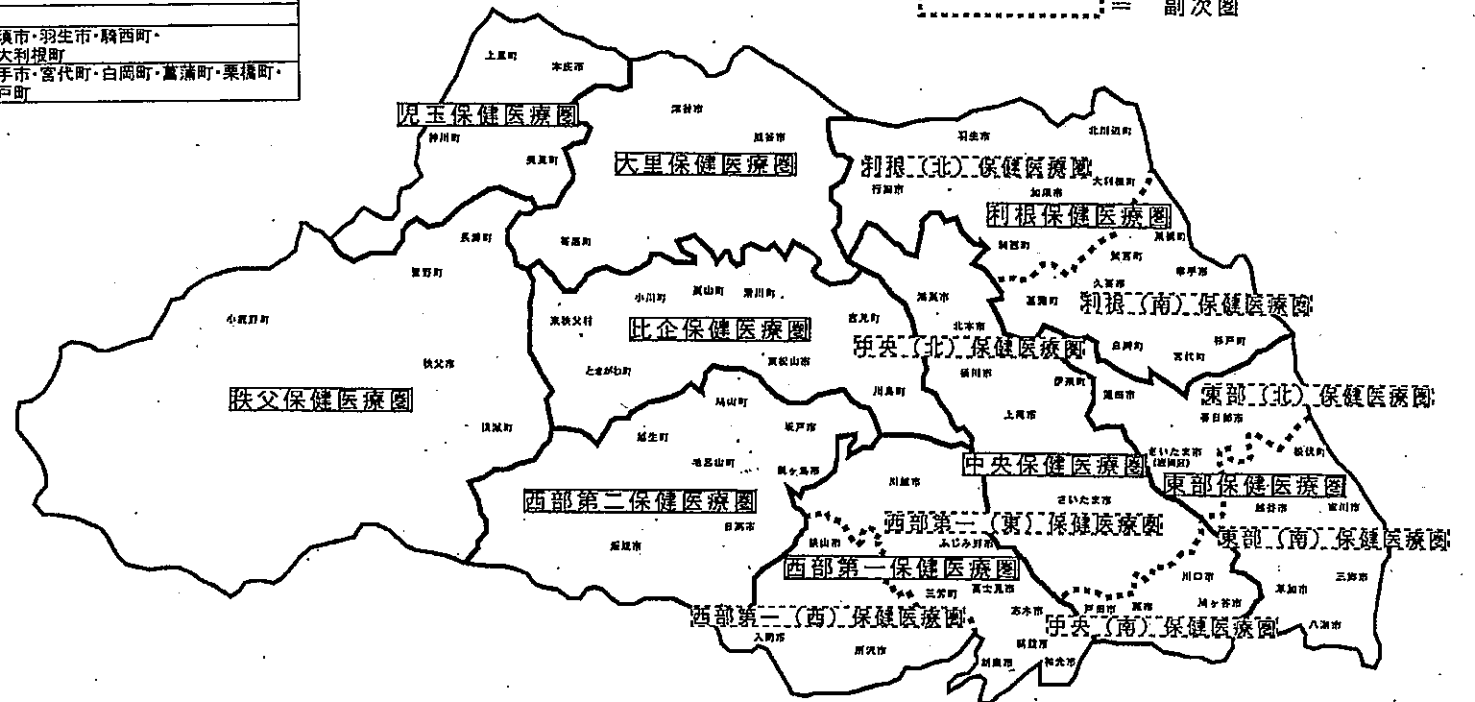 須市・羽生市・騎西町・
大利根町
手市・宮代町・白岡町・菖蒲町・栗橋町・
戸町
＝ 副次圏
上里町
本庄市
児玉保健医療圏
神川町
美里町
深谷市
熊谷市
大里保健医療圏
寄居町
羽生市
北川辺町
利根（北）保健医療圏
行田市
加須市
大利根町
利根保健医療圏
騎西町
栗橋町
鷲宮町
幸手市
久喜市
菖蒲町
利根（南）保健医療圏
白岡町
宮代町
杉戸町
長瀞町
皆野町
小鹿野町
秩父市
秩父保健医療圏
横瀬町
小川町
嵐山町
滑川町
東秩父村
吉見町
比企保健医療圏
ときがわ町
東松山市
川島町
鴻巣市
北本市
中央（北）保健医療圏
桶川市
伊奈町
上尾市
蓮田市
東部（北）保健医療圏
春日部市
さいたま市
(岩槻区)
松伏町
中央保健医療圏
東部保健医療圏
さいたま市
越谷市
吉川市
東部（南）保健医療圏
三郷市
草加市
八潮市
鳩山町
越生町
坂戸市
毛呂山町
鶴ヶ島市
西部第二保健医療圏
日高市
飯能市
川越市
西部第一（東）保健医療圏
狭山市
ふじみ野市
西部第一保健医療圏
三芳町
富士見市
西部第一（西）保健医療圏
入間市
所沢市
志木市
朝霞市
新座市
和光市
川口市
戸田市
蕨市
鳩ヶ谷市
中央（南）保健医療圏